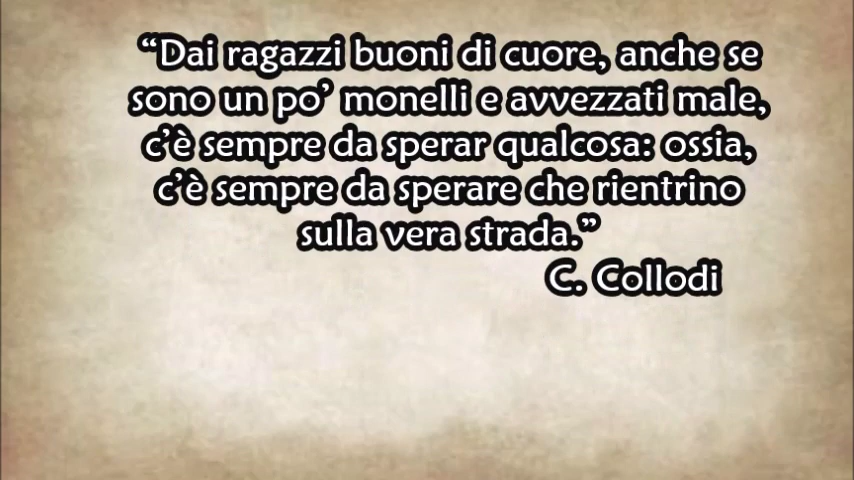 “Dai ragazzi buoni di cuore, anche se
sono un po’ monelli e avvezzati male,
c’è sempre da sperar qualcosa: ossia,
c’è sempre da sperare che rientrino
sulla vera strada.”
C. Collodi